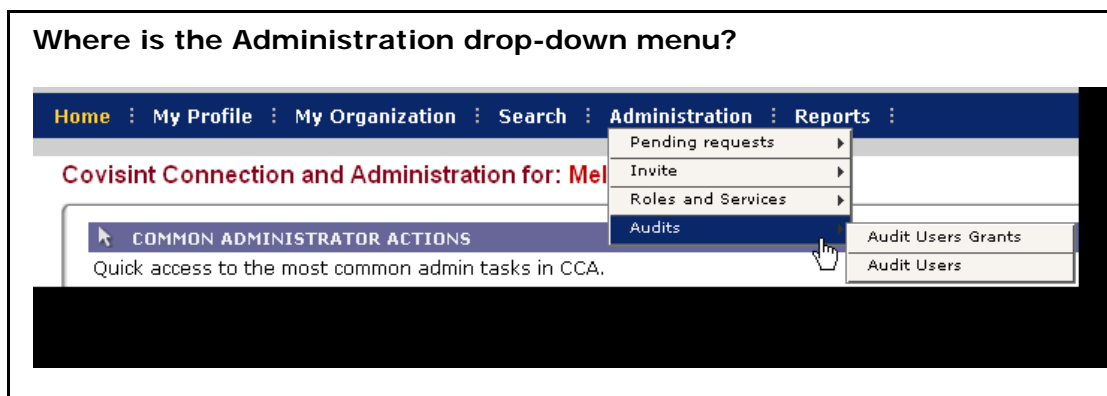 Where is the Administration drop-down menu?
Home ⋮ My Profile ⋮ My Organization ⋮ Search ⋮ Administration ⋮ Reports ⋮
Pending requests
Covisint Connection and Administration for: Mel
Invite
Roles and Services
Audits
COMMON ADMINISTRATOR ACTIONS
Audit Users Grants
Quick access to the most common admin tasks in CCA.
Audit Users